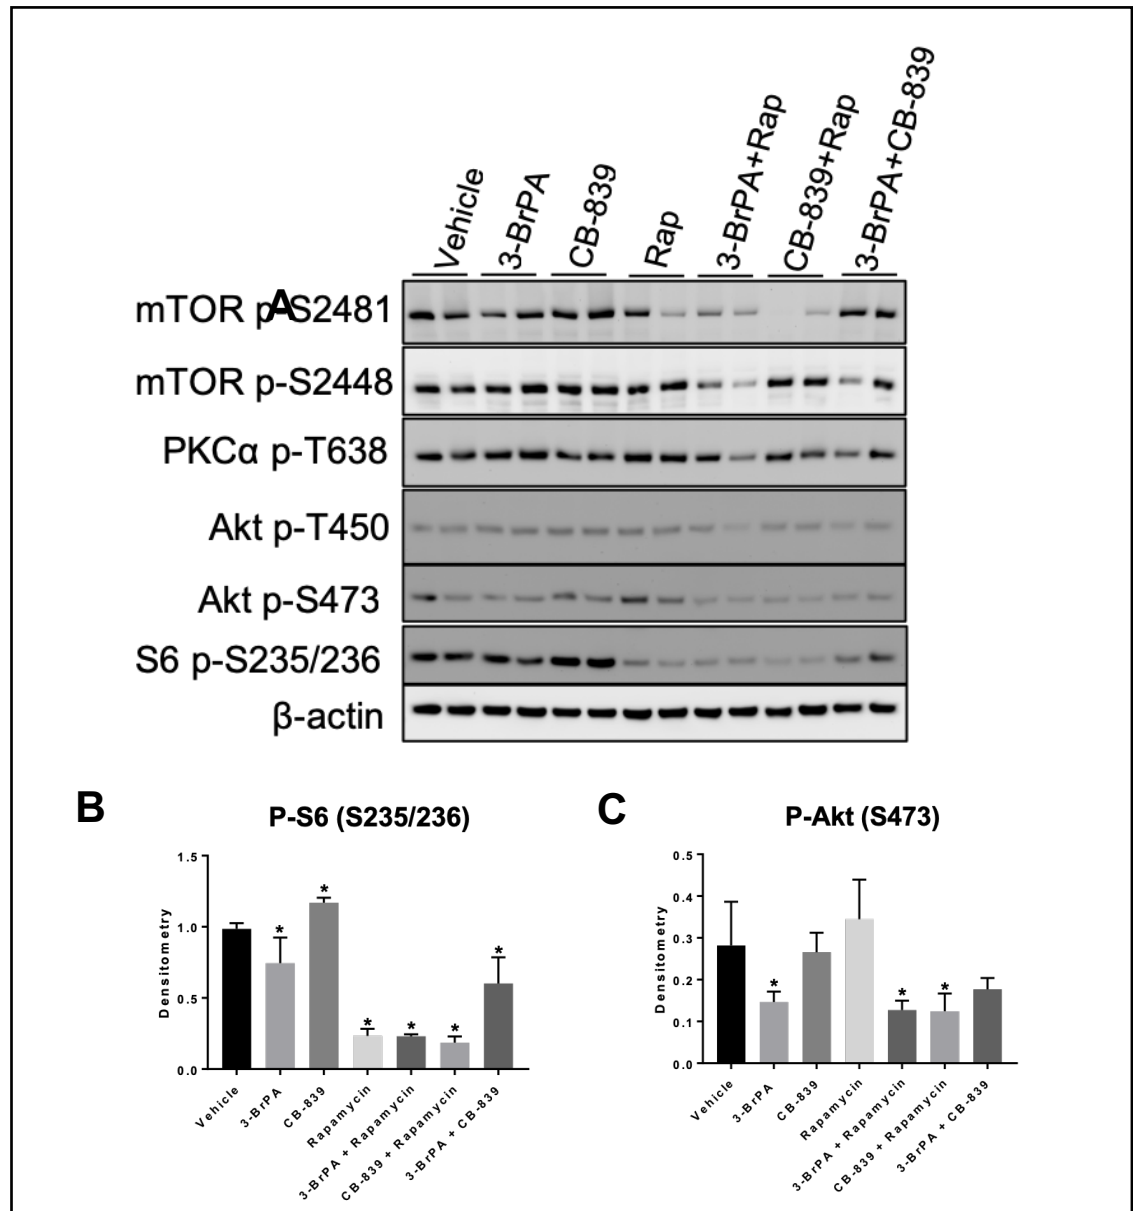 Vehicle
3-BrPA
CB-839
Rap
3-BrPA+Rap
CB-839+Rap
3-BrPA+CB-839
A
mTOR p-S2481
mTOR p-S2448
PKCα p-T638
Akt p-T450
Akt p-S473
S6 p-S235/236
β-actin
B
P-S6 (S235/236)
1.5
1.0
0.5
0.0
Densitometry
* * * * * *
Vehicle
3-BrPA
CB-839
Rapamycin
3-BrPA + Rapamycin
CB-839 + Rapamycin
3-BrPA + CB-839
C
P-Akt (S473)
0.5
0.4
0.3
0.2
0.1
0.0
Densitometry
* * *
Vehicle
3-BrPA
CB-839
Rapamycin
3-BrPA + Rapamycin
CB-839 + Rapamycin
3-BrPA + CB-839